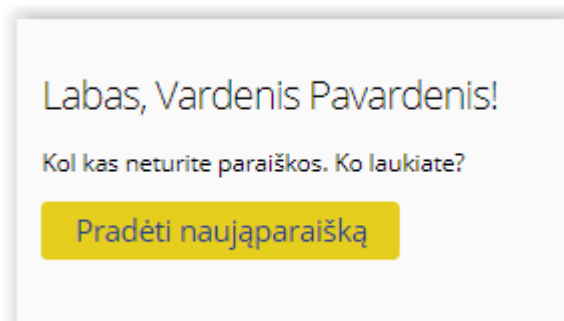 Labas, Vardenis Pavardenis!
Kol kas neturite paraiškos. Ko laukiate?
Pradėti naująparaišką